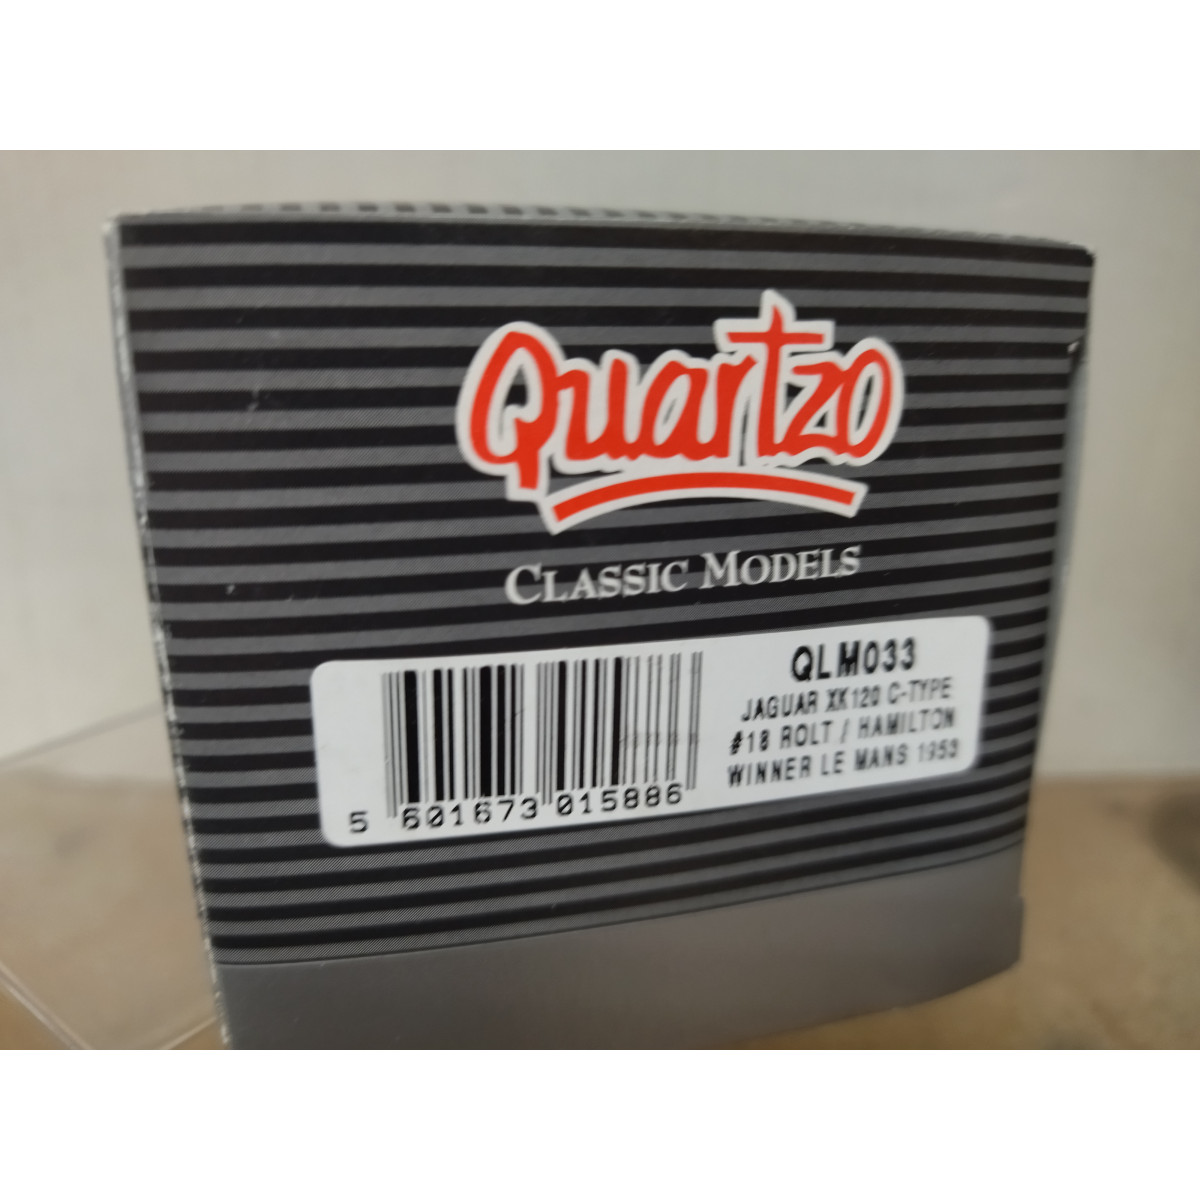 Quartzo
CLASSIC MODELS
QLM033
JAGUAR XK120 C-TYPE
#18 ROLT / HAMILTON
WINNER LE MANS 1953
5 601673 015886